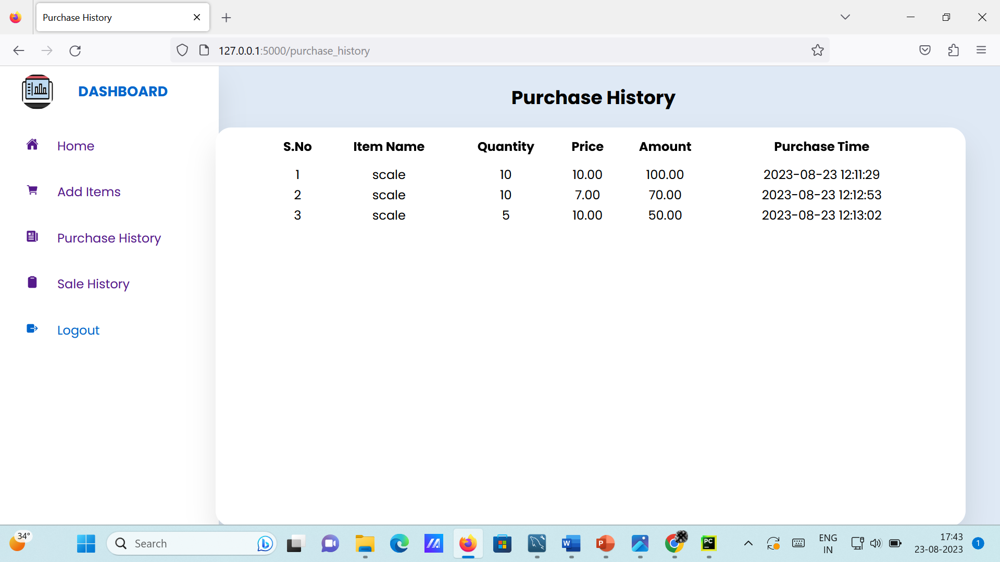 Purchase History
127.0.0.1:5000/purchase_history
DASHBOARD
Home
Add Items
Purchase History
Sale History
Logout
Purchase History
S.No Item Name Quantity Price Amount Purchase Time
1 scale 10 10.00 100.00 2023-08-23 12:11:29
2 scale 10 7.00 70.00 2023-08-23 12:12:53
3 scale 5 10.00 50.00 2023-08-23 12:13:02
34°
Search
W
P
PC
ENG
IN
17:43
23-08-2023
1